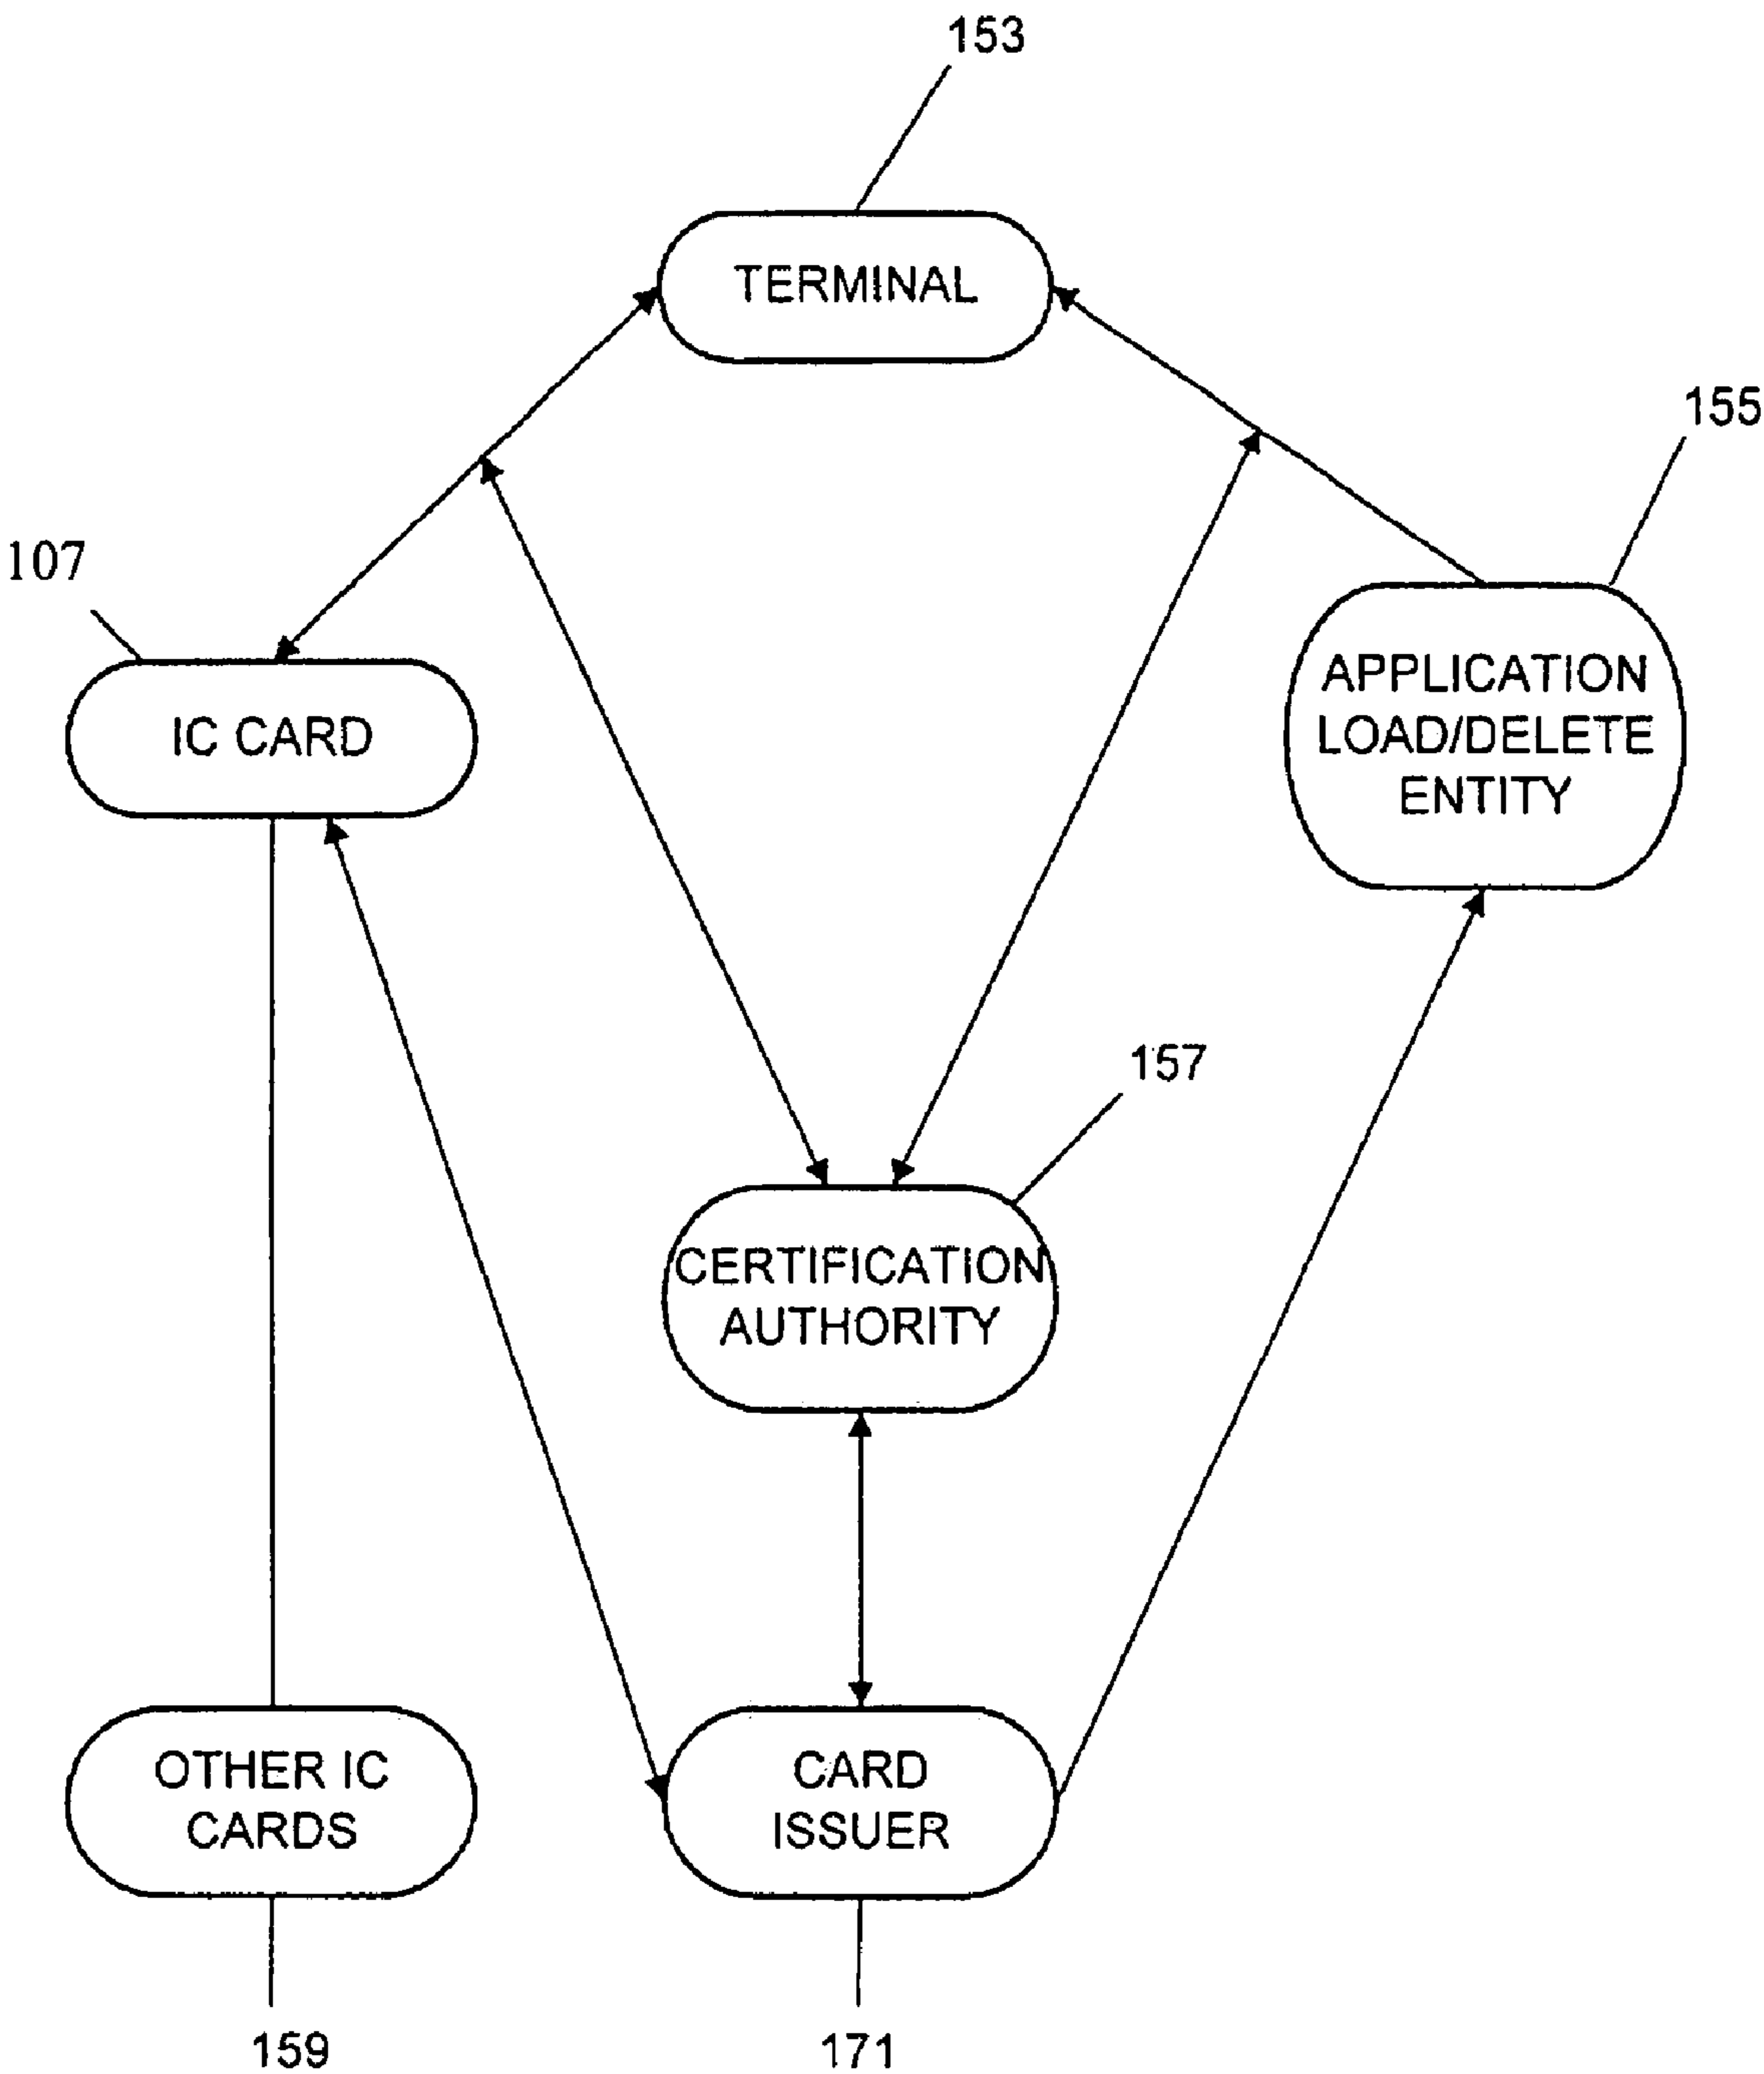 153
TERMINAL
155
107
APPLICATION
LOAD/DELETE
ENTITY
IC CARD
157
CERTIFICATION
AUTHORITY
OTHER IC
CARDS
CARD
ISSUER
159
171